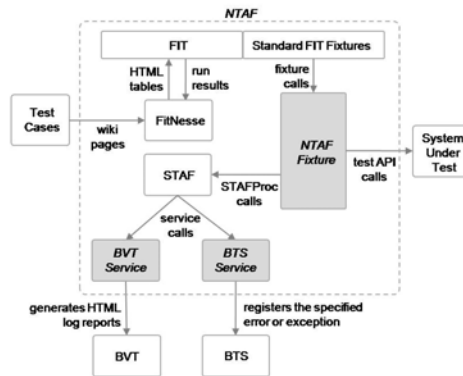 NTAF
FIT
Standard FIT Fixtures
HTML
tables
run
results
fixture
calls
Test
Cases
wiki
pages
FitNesse
NTAF
Fixture
test API
calls
System
Under
Test
STAF
STAFProc
calls
service
calls
BVT
Service
BTS
Service
generates HTML
log reports
registers the specified
error or exception
BVT
BTS